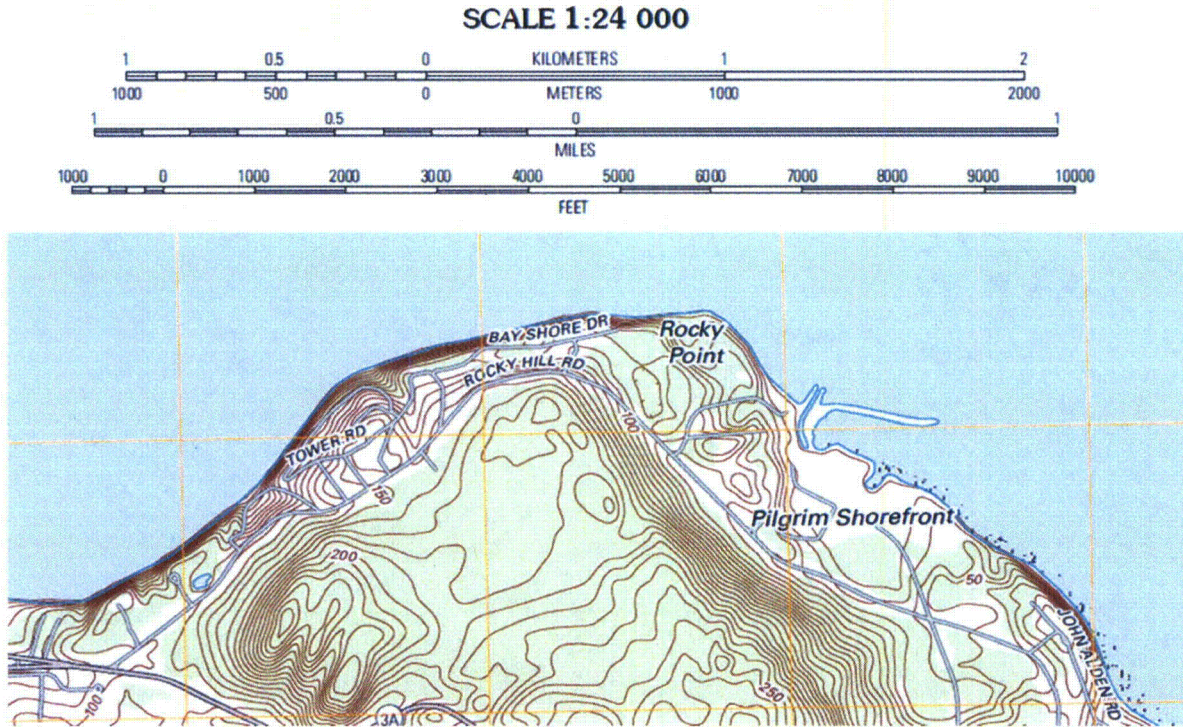 SCALE 1:24 000
1 0.5 0 KILOMETERS 1 2
1000 500 0 METERS 1000 2000
1 0.5 0 1
MILES
1000 0 1000 2000 3000 4000 5000 6000 7000 8000 9000 10000
FEET
BAY SHORE DR
Rocky
Point
ROCKY HILL RD
100
TOWER RD
150
Pilgrim Shorefront
200
50
JOHN ALDEN RD
250
100
3A